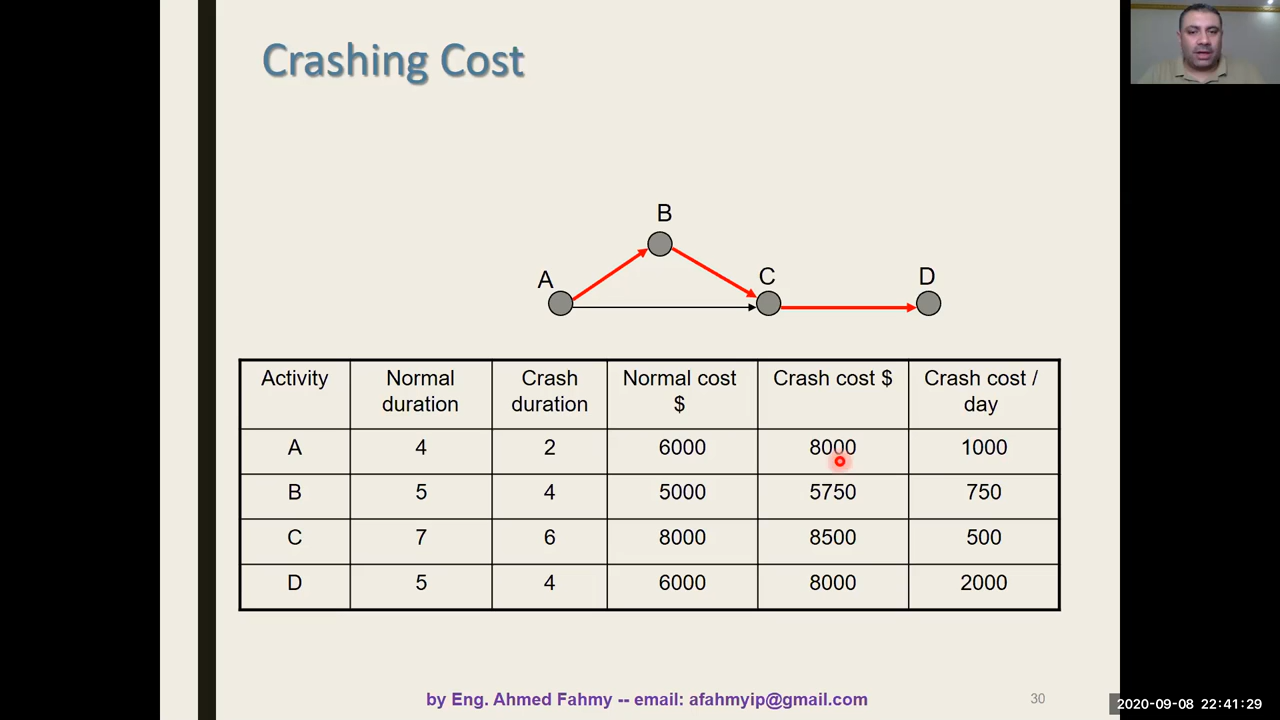 Crashing Cost
B
A
C
D
Activity
Normal
duration
Crash
duration
Normal cost
$
Crash cost $
Crash cost /
day
A 4 2 6000 8000 1000
B 5 4 5000 5750 750
C 7 6 8000 8500 500
D 5 4 6000 8000 2000
by Eng. Ahmed Fahmy -- email: afahmyip@gmail.com
30
2020-09-08 22:41:29